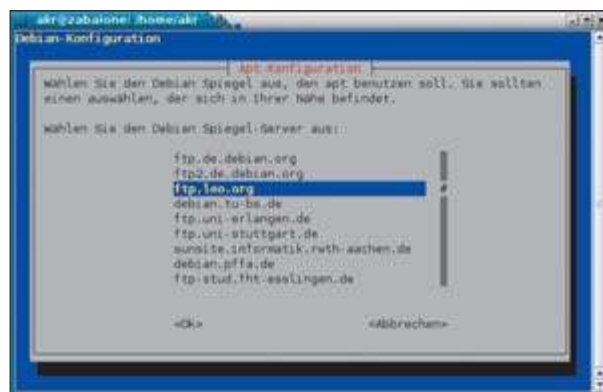 akr@zabaione: /home/akr
Debian-Konfiguration
Apt Konfiguration
Wählen Sie den Debian Spiegel aus, den apt benutzen soll. Sie sollten
einen auswählen, der sich in Ihrer Nähe befindet.
Wählen Sie den Debian Spiegel-Server aus:
ftp.de.debian.org
ftp2.de.debian.org
ftp.leo.org
debian.tu-bs.de
ftp.uni-erlangen.de
ftp.uni-stuttgart.de
sunsite.informatik.rwth-aachen.de
debian.pffa.de
ftp-stud.fht-esslingen.de
<Ok> <Abbrechen>